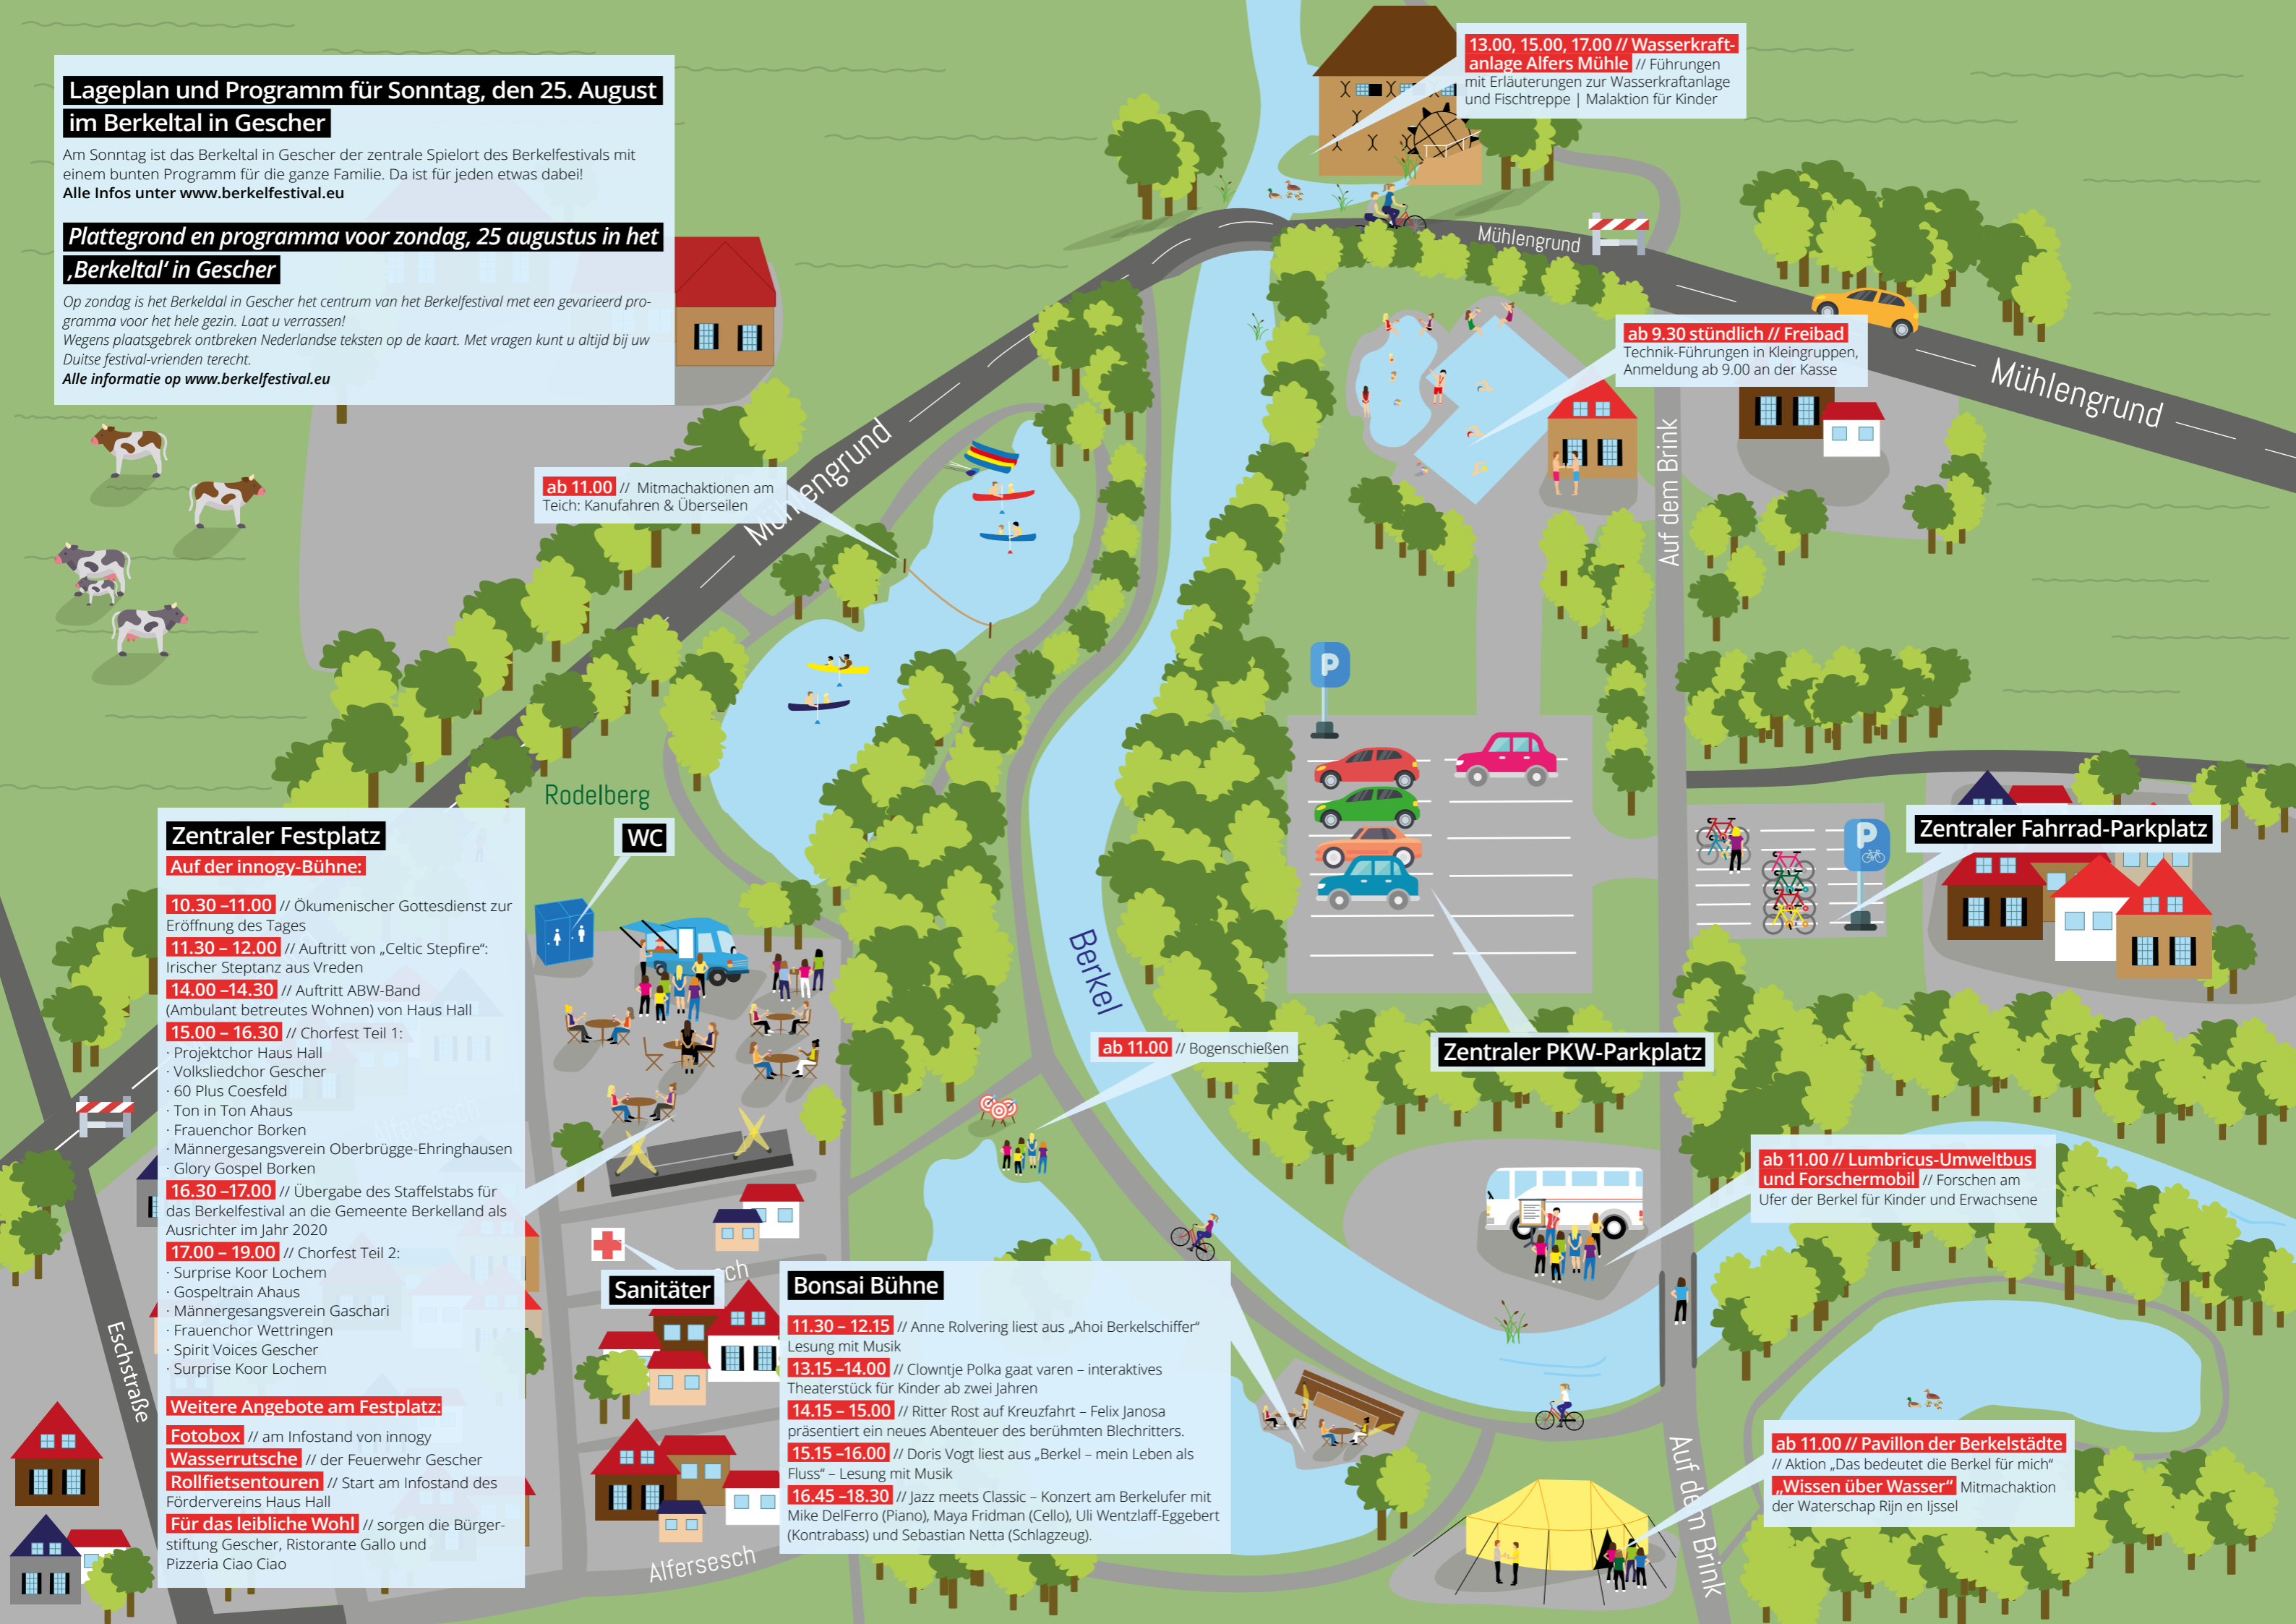 Lageplan und Programm für Sonntag, den 25. August
im Berkeltal in Gescher
Am Sonntag ist das Berkeltal in Gescher der zentrale Spielort des Berkelfestivals mit
einem bunten Programm für die ganze Familie. Da ist für jeden etwas dabei!
Alle Infos unter www.berkelfestival.eu
Plattegrond en programma voor zondag, 25 augustus in het
‚Berkeltal‘ in Gescher
Op zondag is het Berkeldal in Gescher het centrum van het Berkelfestival met een gevarieerd pro-
gramma voor het hele gezin. Laat u verrassen!
Wegens plaatsgebrek ontbreken Nederlandse teksten op de kaart. Met vragen kunt u altijd bij uw
Duitse festival-vrienden terecht.
Alle informatie op www.berkelfestival.eu
13.00, 15.00, 17.00 // Wasserkraft-
anlage Alfers Mühle // Führungen
mit Erläuterungen zur Wasserkraftanlage
und Fischtreppe | Malaktion für Kinder
Mühlengrund
ab 9.30 stündlich // Freibad
Technik-Führungen in Kleingruppen,
Anmeldung ab 9.00 an der Kasse
Mühlengrund
Auf dem Brink
ab 11.00 // Mitmachaktionen am
Teich: Kanufahren & Überseilen
Mühlengrund
P
Rodelberg
WC
Zentraler Fahrrad-Parkplatz
P
Berkel
Zentraler Festplatz
Auf der innogy-Bühne:
10.30 –11.00 // Ökumenischer Gottesdienst zur
Eröffnung des Tages
11.30 – 12.00 // Auftritt von „Celtic Stepfire“:
Irischer Steptanz aus Vreden
14.00 –14.30 // Auftritt ABW-Band
(Ambulant betreutes Wohnen) von Haus Hall
15.00 – 16.30 // Chorfest Teil 1:
· Projektchor Haus Hall
· Volksliedchor Gescher
· 60 Plus Coesfeld
· Ton in Ton Ahaus
· Frauenchor Borken
· Männergesangsverein Oberbrügge-Ehringhausen
· Glory Gospel Borken
16.30 –17.00 // Übergabe des Staffelstabs für
das Berkelfestival an die Gemeente Berkelland als
Ausrichter im Jahr 2020
17.00 – 19.00 // Chorfest Teil 2:
· Surprise Koor Lochem
· Gospeltrain Ahaus
· Männergesangsverein Gaschari
· Frauenchor Wettringen
· Spirit Voices Gescher
· Surprise Koor Lochem
Weitere Angebote am Festplatz:
Fotobox // am Infostand von innogy
Wasserrutsche // der Feuerwehr Gescher
Rollfietsentouren // Start am Infostand des
Fördervereins Haus Hall
Für das leibliche Wohl // sorgen die Bürger-
stiftung Gescher, Ristorante Gallo und
Pizzeria Ciao Ciao
Alfersesch
Eschstraße
ab 11.00 // Bogenschießen
Zentraler PKW-Parkplatz
ab 11.00 // Lumbricus-Umweltbus
und Forschermobil // Forschen am
Ufer der Berkel für Kinder und Erwachsene
Sanitäter
ch
Bonsai Bühne
11.30 – 12.15 // Anne Rolvering liest aus „Ahoi Berkelschiffer“
Lesung mit Musik
13.15 –14.00 // Clowntje Polka gaat varen – interaktives
Theaterstück für Kinder ab zwei Jahren
14.15 – 15.00 // Ritter Rost auf Kreuzfahrt – Felix Janosa
präsentiert ein neues Abenteuer des berühmten Blechritters.
15.15 –16.00 // Doris Vogt liest aus „Berkel – mein Leben als
Fluss“ – Lesung mit Musik
16.45 –18.30 // Jazz meets Classic – Konzert am Berkelufer mit
Mike DelFerro (Piano), Maya Fridman (Cello), Uli Wentzlaff-Eggebert
(Kontrabass) und Sebastian Netta (Schlagzeug).
Alfersesch
ab 11.00 // Pavillon der Berkelstädte
// Aktion „Das bedeutet die Berkel für mich“
„Wissen über Wasser“ Mitmachaktion
der Waterschap Rijn en Ijssel
Auf dem Brink